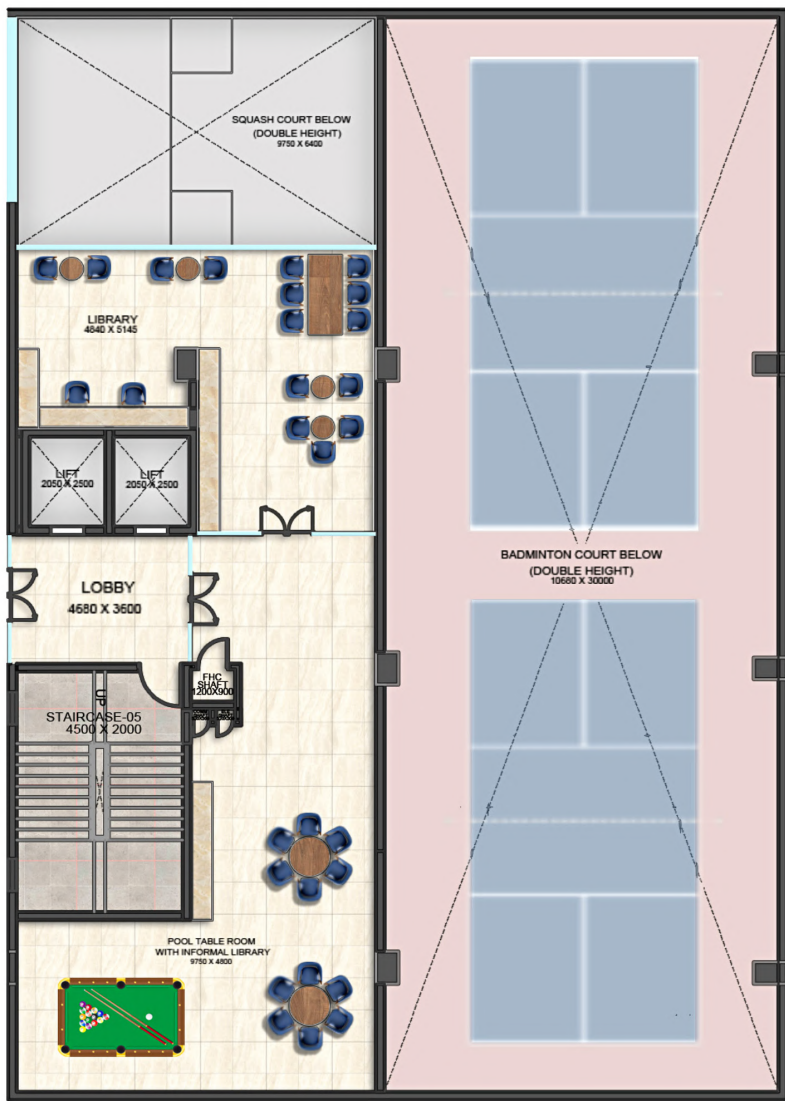 SQUASH COURT BELOW
(DOUBLE HEIGHT)
9750 X 6400
LIBRARY
4640 X 5145
LIFT
2050 X 2500
LIFT
2050 X 2500
BADMINTON COURT BELOW
(DOUBLE HEIGHT)
10680 X 30000
LOBBY
4680 X 3600
FHC
SHAFT
1200X900
UP
STAIRCASE-05
4500 X 2000
POOL TABLE ROOM
WITH INFORMAL LIBRARY
9750 X 4800